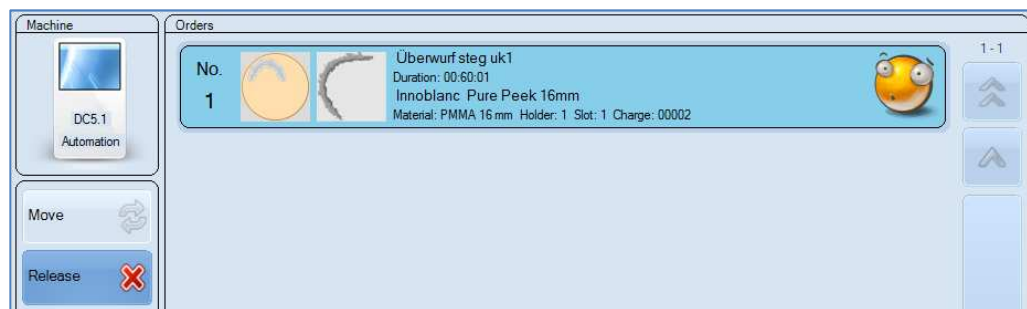 Machine
DC5.1
Automation
Move
Release
Orders
No.
1
Überwurf steg uk1
Duration: 00:60:01
Innoblanc Pure Peek 16mm
Material: PMMA 16 mm Holder: 1 Slot: 1 Charge: 00002
1 - 1